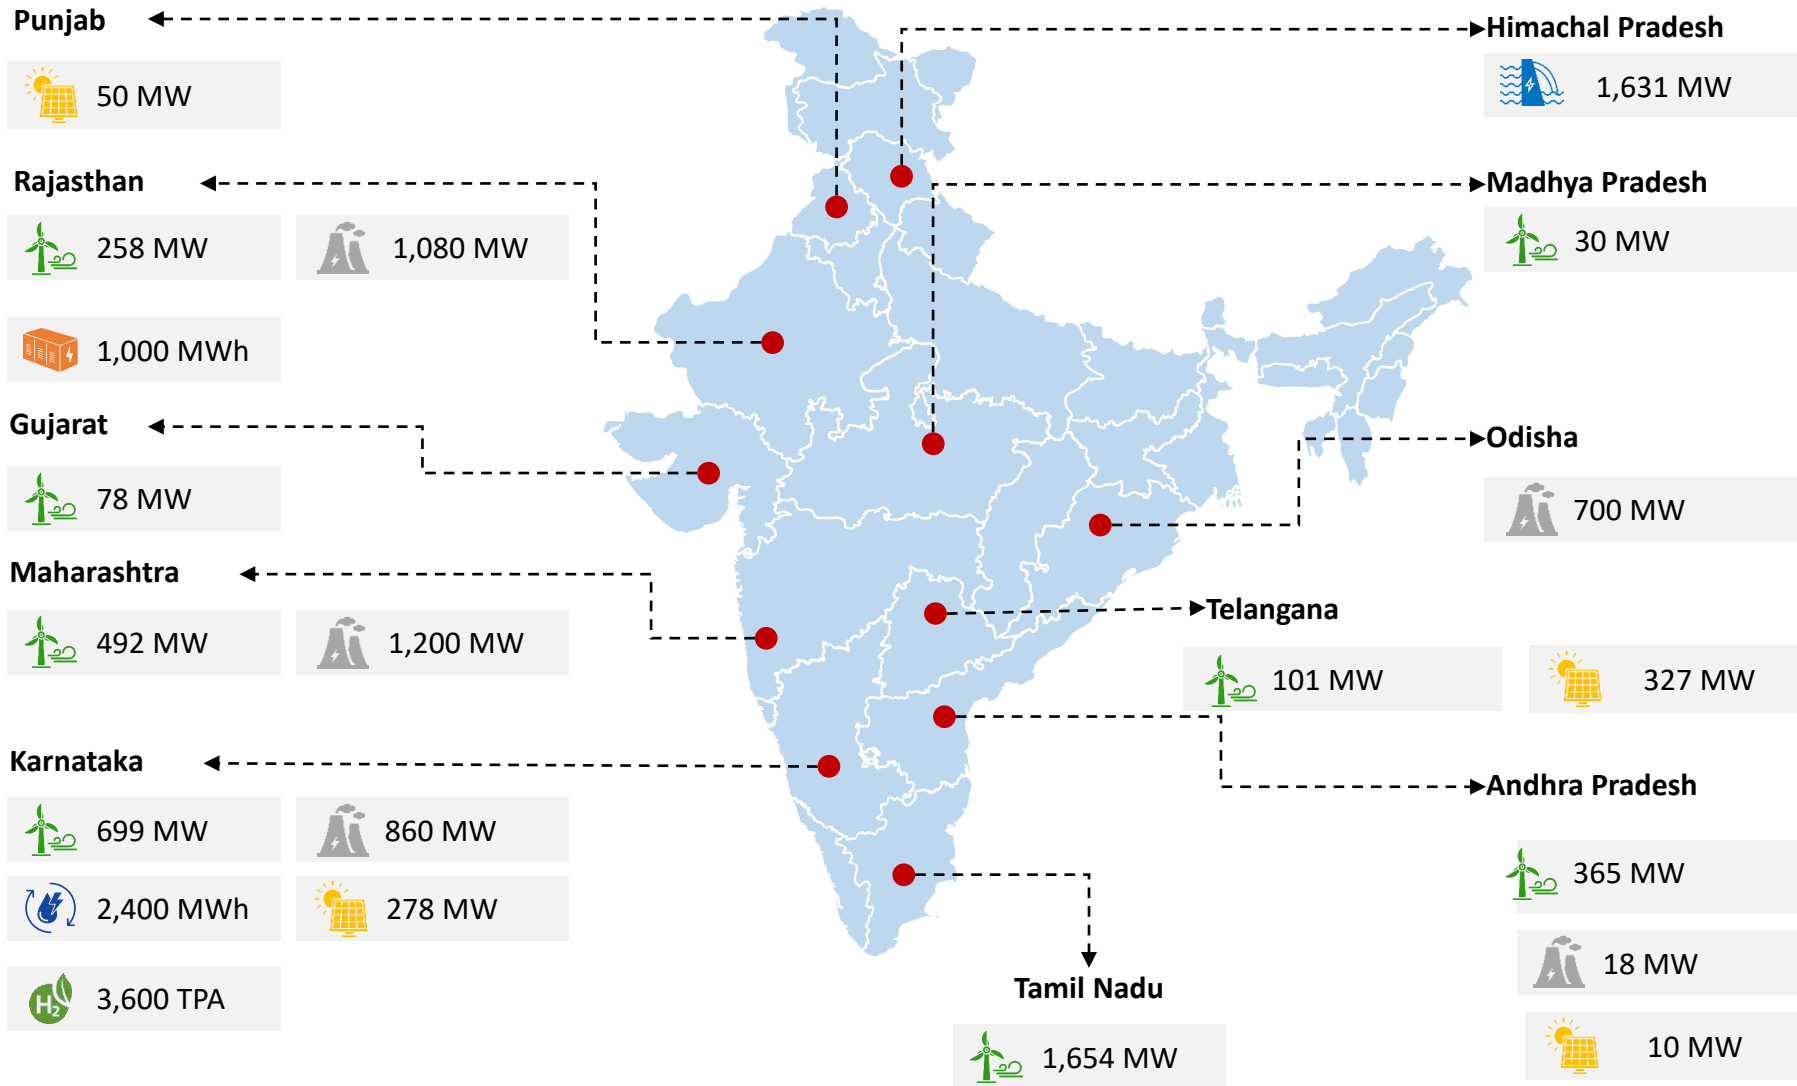 Punjab
50 MW
Rajasthan
258 MW
1,080 MW
1,000 MWh
Gujarat
78 MW
Maharashtra
492 MW
1,200 MW
Karnataka
699 MW
860 MW
2,400 MWh
278 MW
H2
3,600 TPA
Himachal Pradesh
1,631 MW
Madhya Pradesh
30 MW
Odisha
700 MW
Telangana
101 MW
327 MW
Andhra Pradesh
365 MW
18 MW
10 MW
Tamil Nadu
1,654 MW